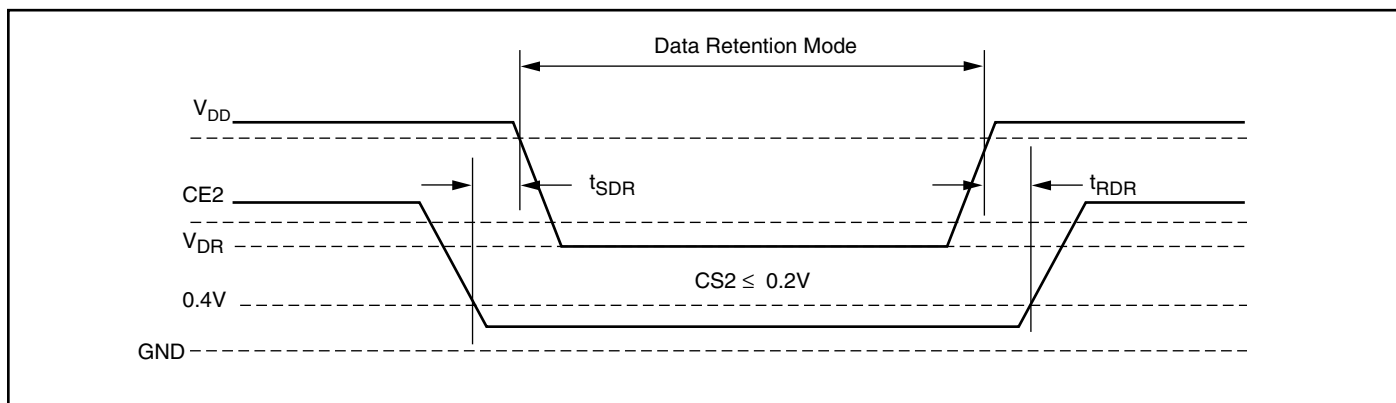 Data Retention Mode
VDD
tSDR
tRDR
CE2
VDR
CS2 ≤ 0.2V
0.4V
GND